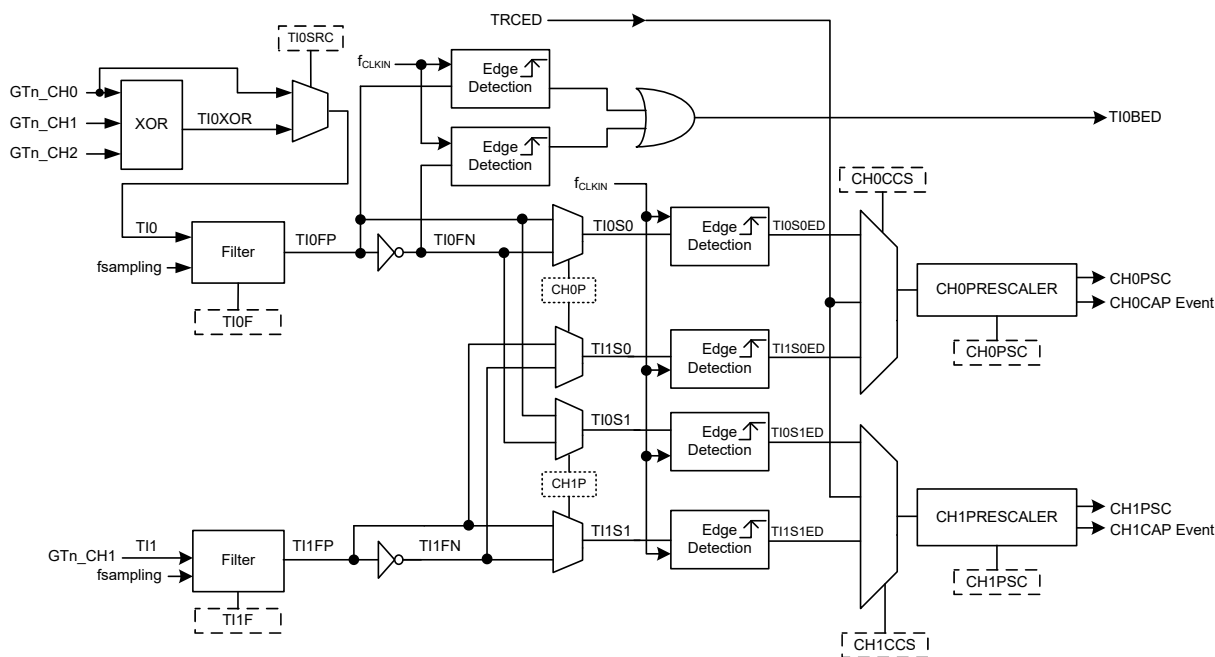 TRCED
TI0SRC
fCLKIN
Edge
Detection
GTn_CH0
XOR
TI0XOR
GTn_CH1
GTn_CH2
TI0BED
Edge
Detection
fCLKIN
CH0CCS
TI0
Filter
TI0FP
TI0FN
TI0S0
Edge
Detection
TI0S0ED
fsampling
CH0P
CH0PRESCALER
CH0PSC
CH0CAP Event
TI0F
TI1S0
Edge
Detection
TI1S0ED
CH0PSC
TI0S1
Edge
Detection
TI0S1ED
CH1P
CH1PRESCALER
CH1PSC
CH1CAP Event
GTn_CH1
TI1
Filter
TI1FP
TI1FN
TI1S1
Edge
Detection
TI1S1ED
fsampling
CH1PSC
TI1F
CH1CCS